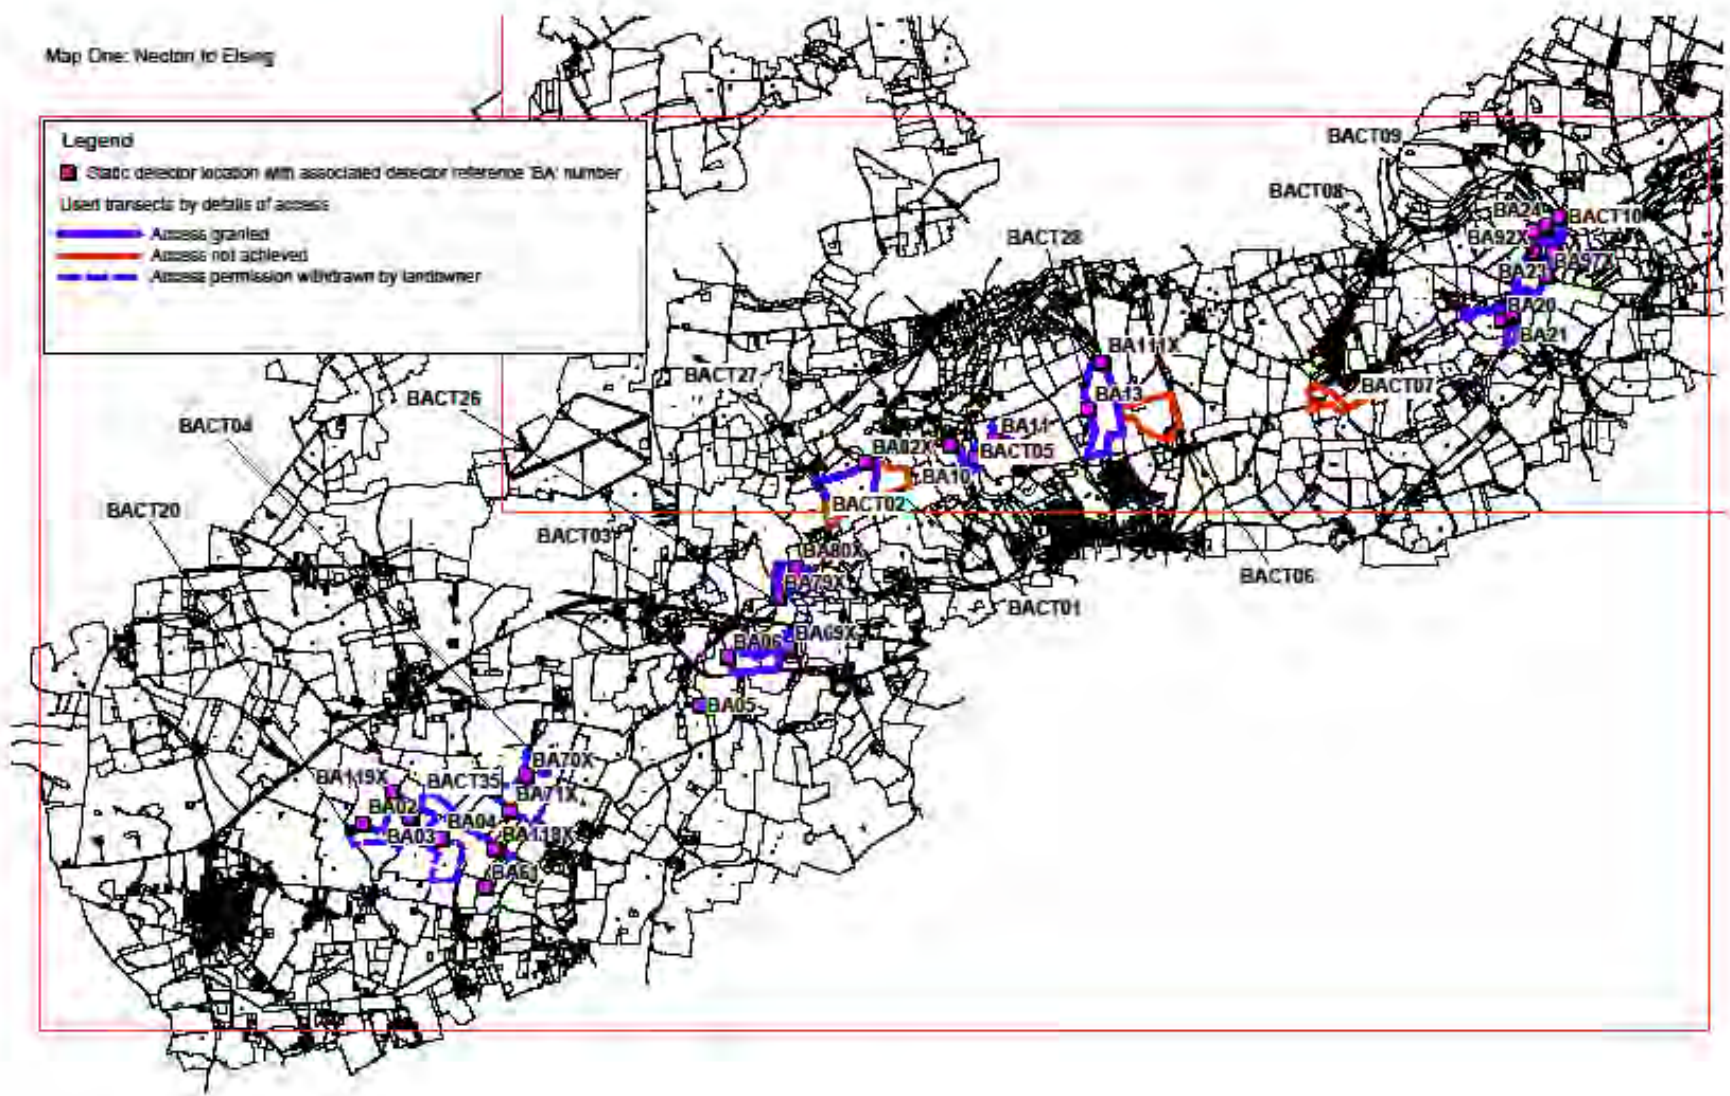 Map One: Necton to Elsing
Legend
Static detector location with associated detector reference 'BA' number
Used transects by details of access
Access granted
Access not achieved
Access permission withdrawn by landowner
BACT09
BACT08
BA24
BACT10
BA92X
BA97X
BA23
BACT28
BA20
BA21
BA111X
BACT27
BACT07
BACT26
BA13
BACT04
BA11
BA02X
BACT05
BA10
BACT02
BACT20
BACT03
BA80X
BACT06
BA79X
BACT01
BA69X
BA06
BA05
BA70X
BA119X
BACT35
BA71X
BA02
BA04
BA03
BA118X
BA61